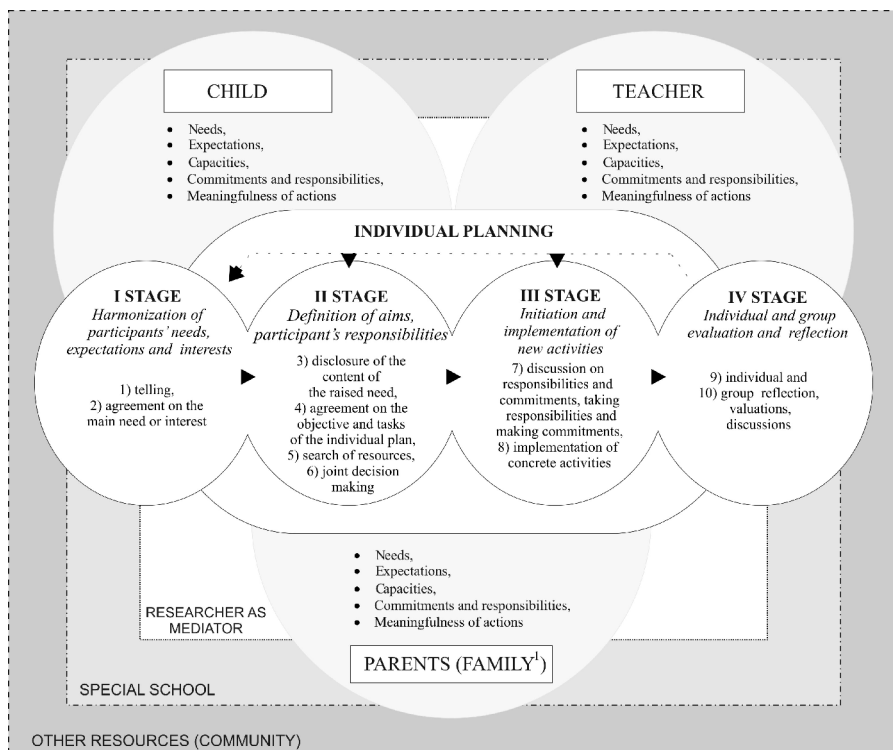 CHILD
• Needs,
• Expectations,
• Capacities,
• Commitments and responsibilities,
• Meaningfulness of actions
TEACHER
• Needs,
• Expectations,
• Capacities,
• Commitments and responsibilities,
• Meaningfulness of actions
INDIVIDUAL PLANNING
I STAGE
Harmonization of
participants' needs,
expectations and interests
1) telling,
2) agreement on the
main need or interest
II STAGE
Definition of aims,
participant's responsibilities
3) disclosure of the
content of
the raised need,
4) agreement on the
objective and tasks
of the individual plan,
5) search of resources,
6) joint decision
making
III STAGE
Initiation and
implementation of
new activities
7) discussion on
responsibilities and
commitments, taking
responsibilities and
making commitments,
8) implementation of
concrete activities
IV STAGE
Individual and group
evaluation and reflection
9) individual and
10) group reflection,
valuations,
discussions
• Needs,
• Expectations,
• Capacities,
• Commitments and responsibilities,
• Meaningfulness of actions
PARENTS (FAMILY¹)
RESEARCHER AS
MEDIATOR
SPECIAL SCHOOL
OTHER RESOURCES (COMMUNITY)